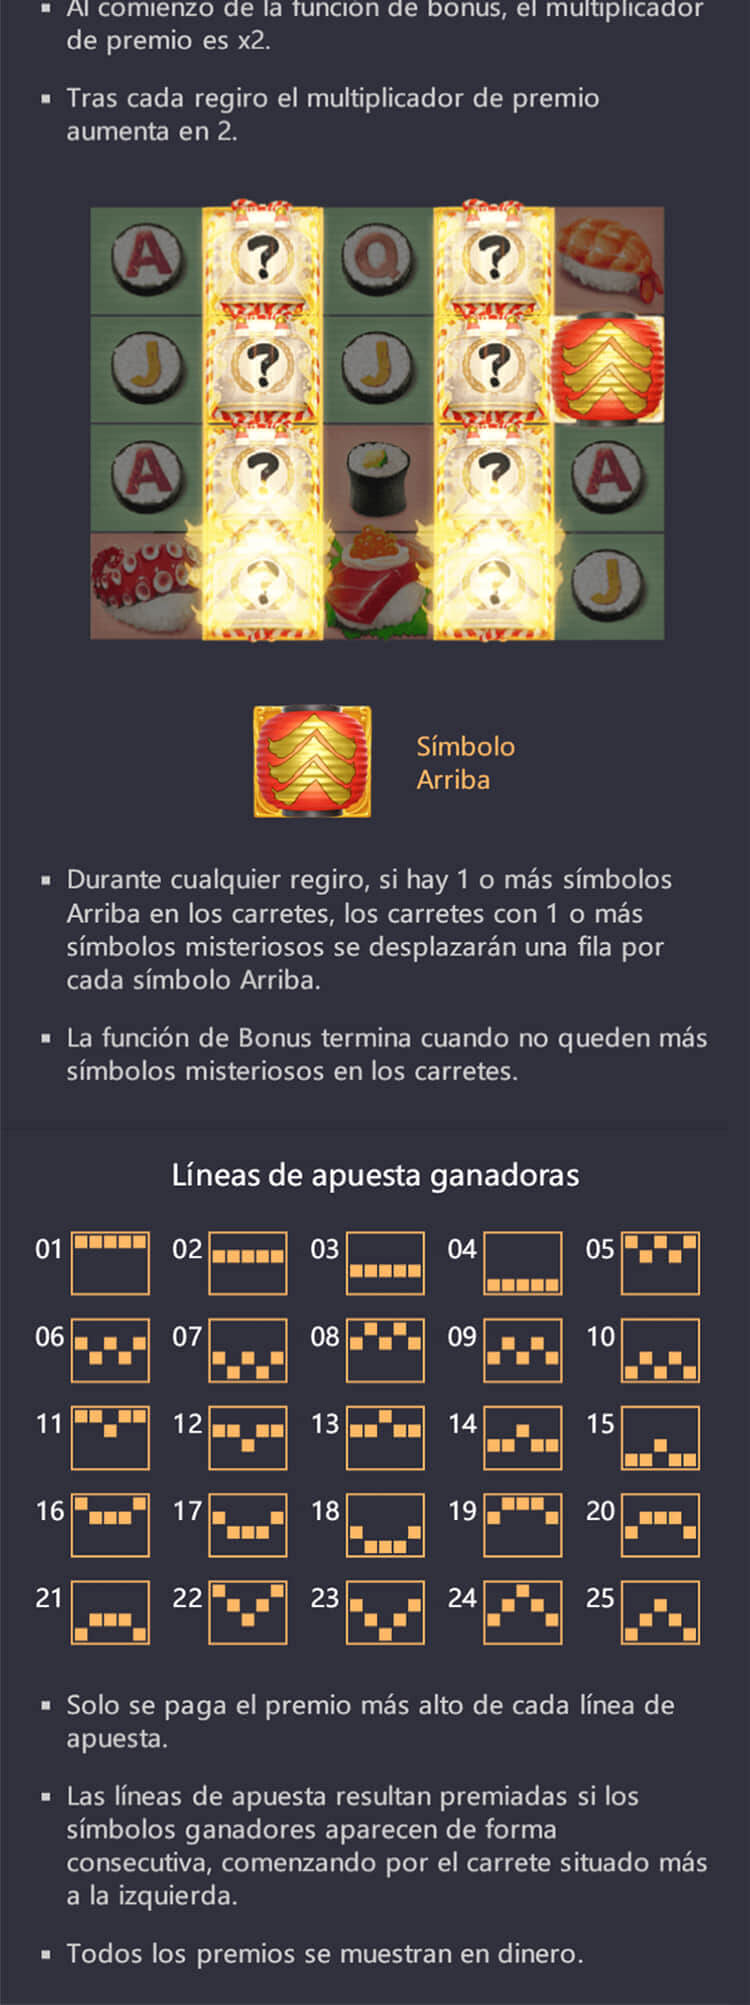 Al comienzo de la función de bonus, el multiplicador
de premio es x2.
Tras cada regiro el multiplicador de premio
aumenta en 2.
A ? Q ?
J ? J ?
A ? ? A
? ? J
Símbolo
Arriba
Durante cualquier regiro, si hay 1 o más símbolos
Arriba en los carretes, los carretes con 1 o más
símbolos misteriosos se desplazarán una fila por
cada símbolo Arriba.
La función de Bonus termina cuando no queden más
símbolos misteriosos en los carretes.
Líneas de apuesta ganadoras
01 02 03 04 05
06 07 08 09 10
11 12 13 14 15
16 17 18 19 20
21 22 23 24 25
Solo se paga el premio más alto de cada línea de
apuesta.
Las líneas de apuesta resultan premiadas si los
símbolos ganadores aparecen de forma
consecutiva, comenzando por el carrete situado más
a la izquierda.
Todos los premios se muestran en dinero.